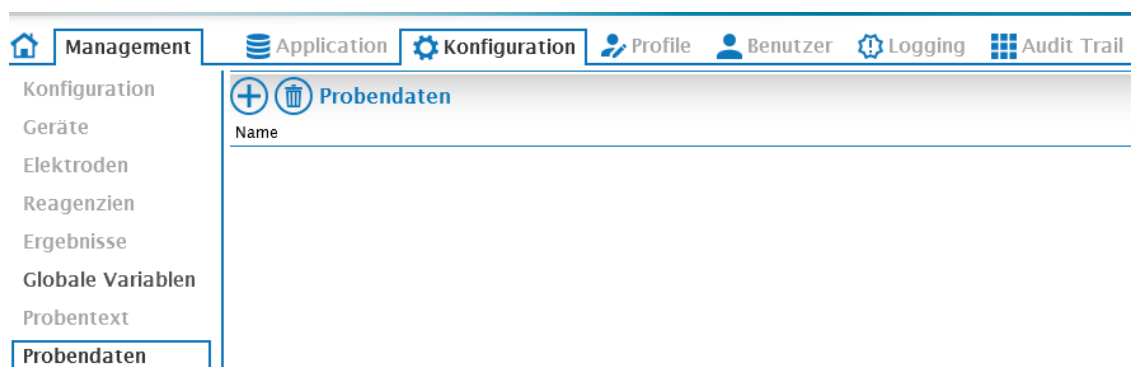 Management Application Konfiguration Profile Benutzer Logging Audit Trail
Konfiguration
Geräte
Elektroden
Reagenzien
Ergebnisse
Globale Variablen
Probentext
Probendaten
Probendaten
Name